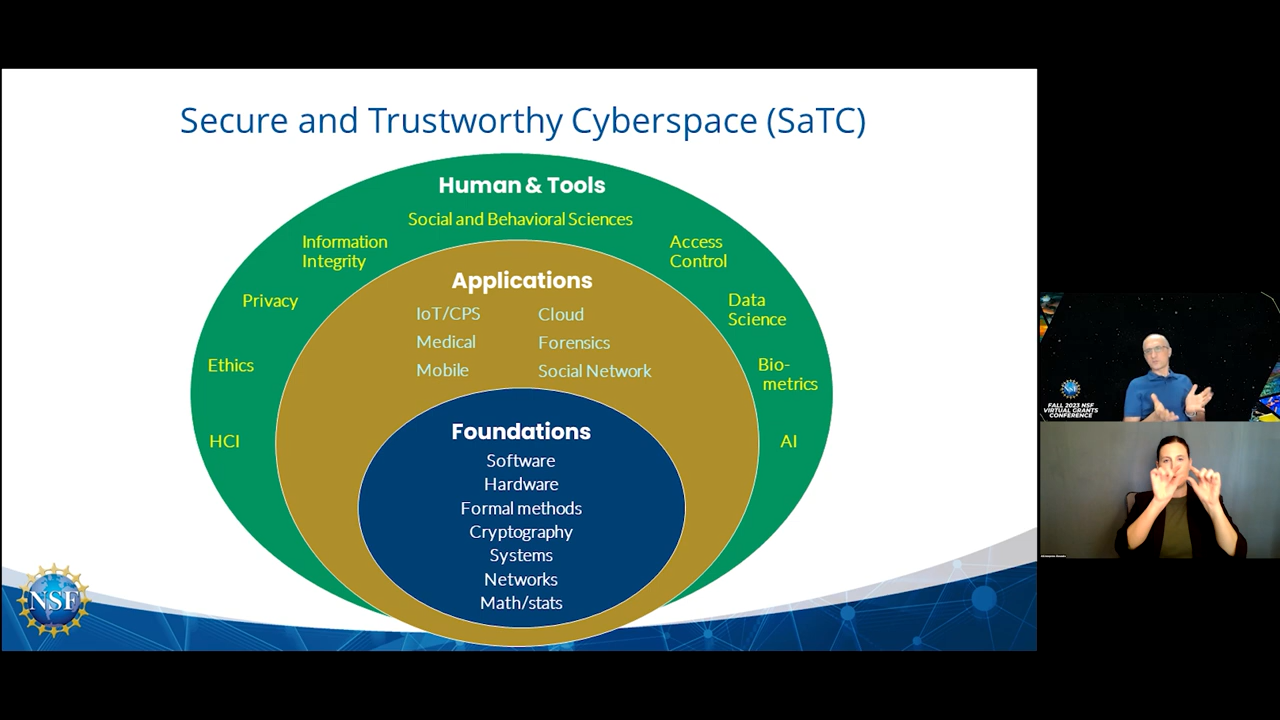 Secure and Trustworthy Cyberspace (SaTC)
Human & Tools
Social and Behavioral Sciences
Information
Integrity
Access
Control
Privacy
Data
Science
Ethics
Bio-
metrics
HCI
AI
Applications
IoT/CPS
Cloud
Medical
Forensics
Mobile
Social Network
Foundations
Software
Hardware
Formal methods
Cryptography
Systems
Networks
Math/stats
NSF
FALL 2023 NSF
VIRTUAL GRANTS
CONFERENCE